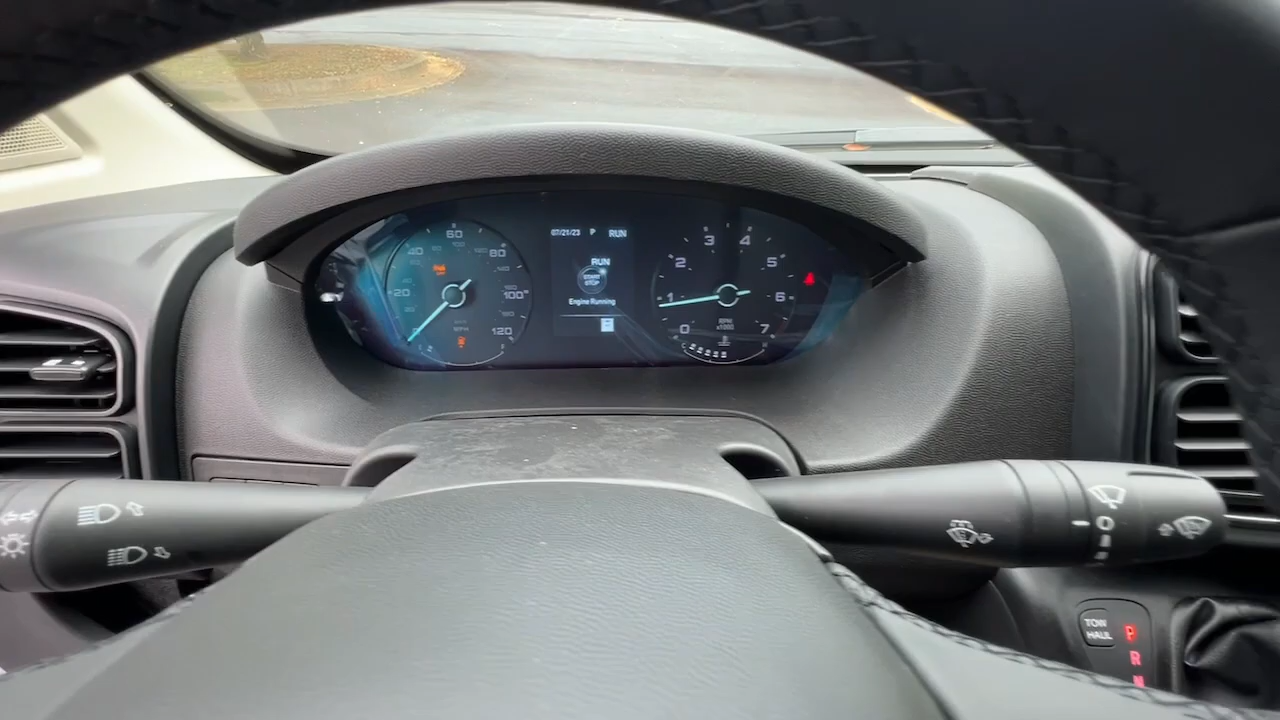 07/21/23 P RUN
RUN
START
STOP
Engine Running
20
40
60
80
100
120
MPH
0
1
2
3
4
5
6
7
RPM
x1000
0
TOW
HAUL
P
R
N